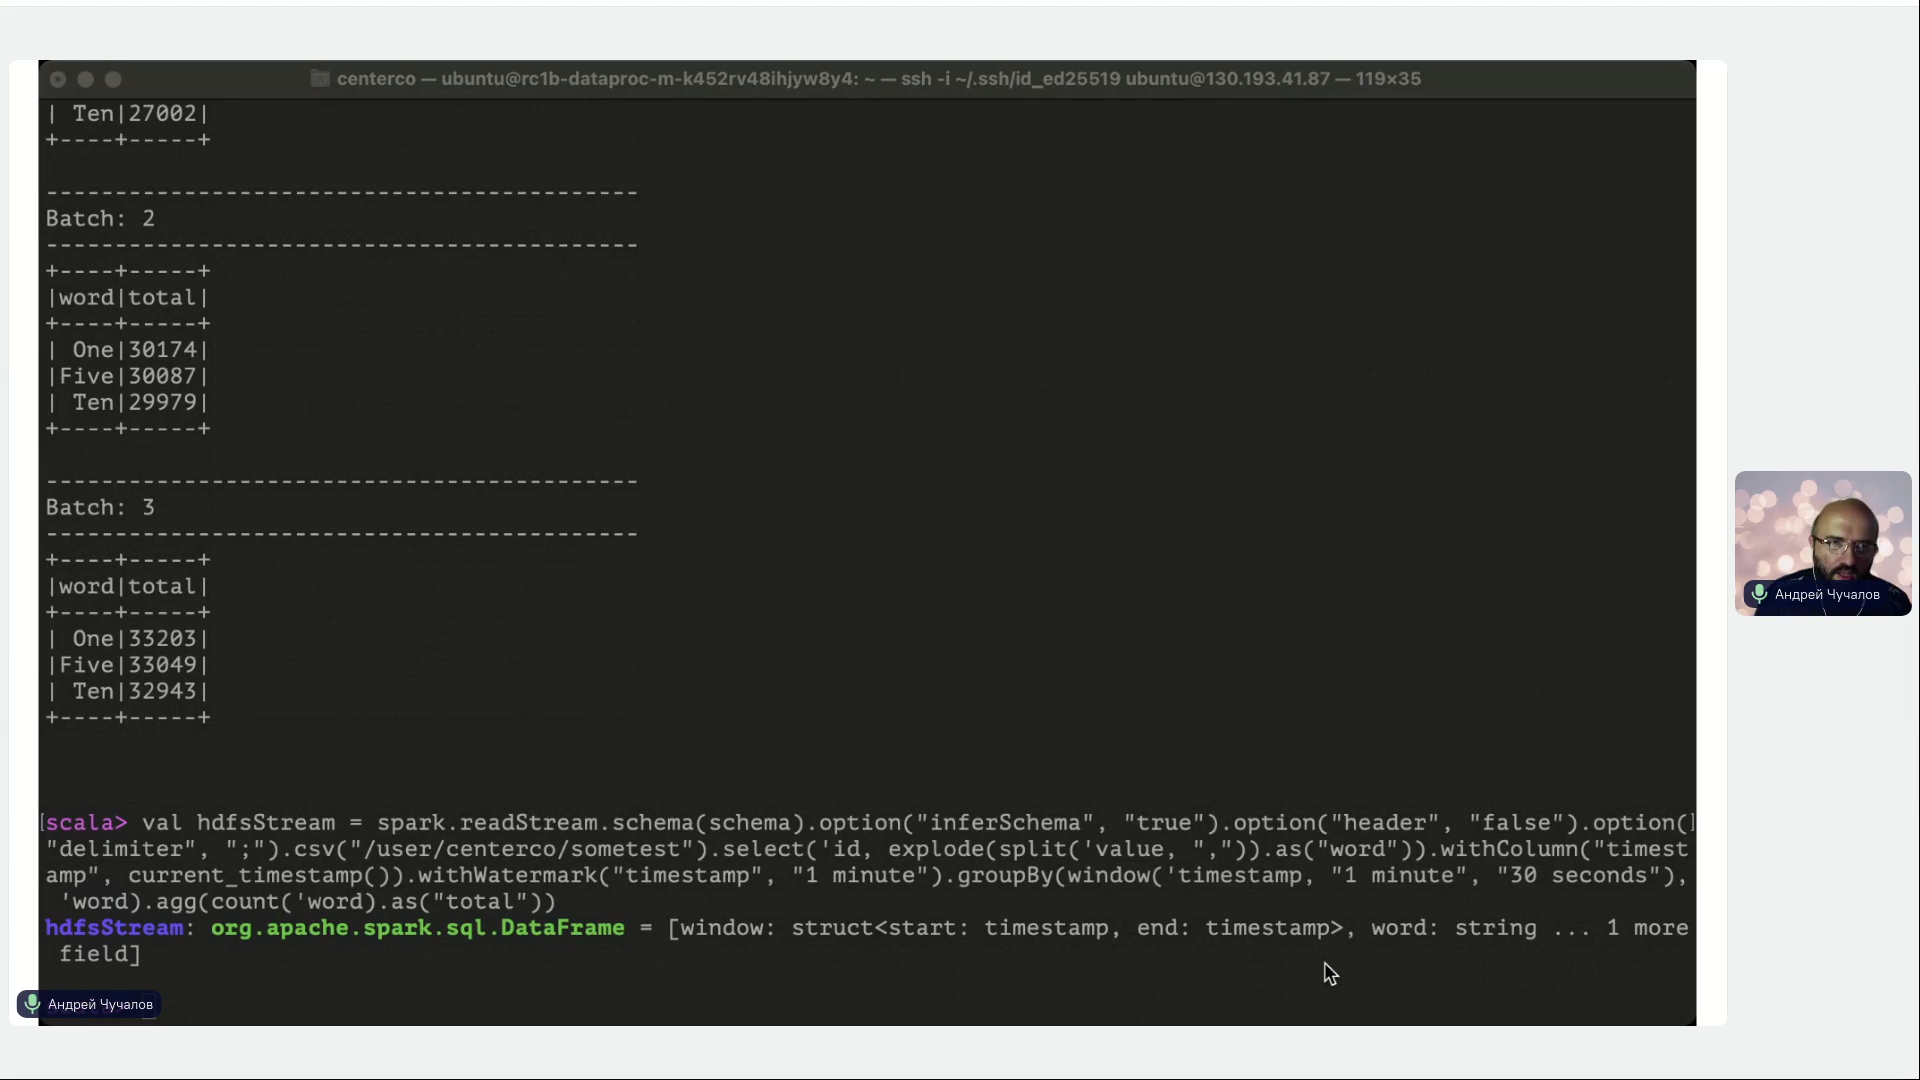 centerco — ubuntu@rc1b-dataproc-m-k452rv48ihjyw8y4: ~ — ssh -i ~/.ssh/id_ed25519 ubuntu@130.193.41.87 — 119×35
| Ten|27002|
+----+-----+
-------------------------------------------
Batch: 2
-------------------------------------------
+----+-----+
|word|total|
+----+-----+
| One|30174|
|Five|30087|
| Ten|29979|
+----+-----+
-------------------------------------------
Batch: 3
-------------------------------------------
+----+-----+
|word|total|
+----+-----+
| One|33203|
|Five|33049|
| Ten|32943|
+----+-----+
[scala> val hdfsStream = spark.readStream.schema(schema).option("inferSchema", "true").option("header", "false").option(]
"delimiter", ";").csv("/user/centerco/sometest").select('id, explode(split('value, ",")).as("word")).withColumn("timest
amp", current_timestamp()).withWatermark("timestamp", "1 minute").groupBy(window('timestamp, "1 minute", "30 seconds"),
 'word).agg(count('word).as("total"))
hdfsStream: org.apache.spark.sql.DataFrame = [window: struct<start: timestamp, end: timestamp>, word: string ... 1 more
 field]
Андрей Чучалов
Андрей Чучалов